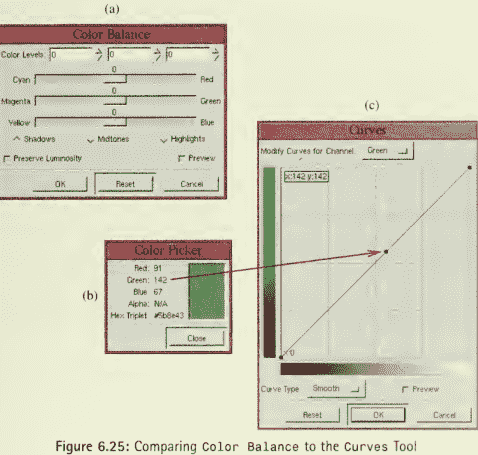 (a)
Color Balance
Color Levels: 0 0 0
0
Cyan Red
0
Magenta Green
0
Yellow Blue
Shadows Midtones Highlights
Preserve Luminosity Preview
OK Reset Cancel
(b)
Color Picker
Red: 91
Green: 142
Blue 67
Alpha: N/A
Hex Triplet #5b8e43
Close
(c)
Curves
Modify Curves for Channel: Green
x:142 y:142
Curve Type Smooth Preview
Reset OK Cancel
Figure 6.25: Comparing Color Balance to the Curves Tool